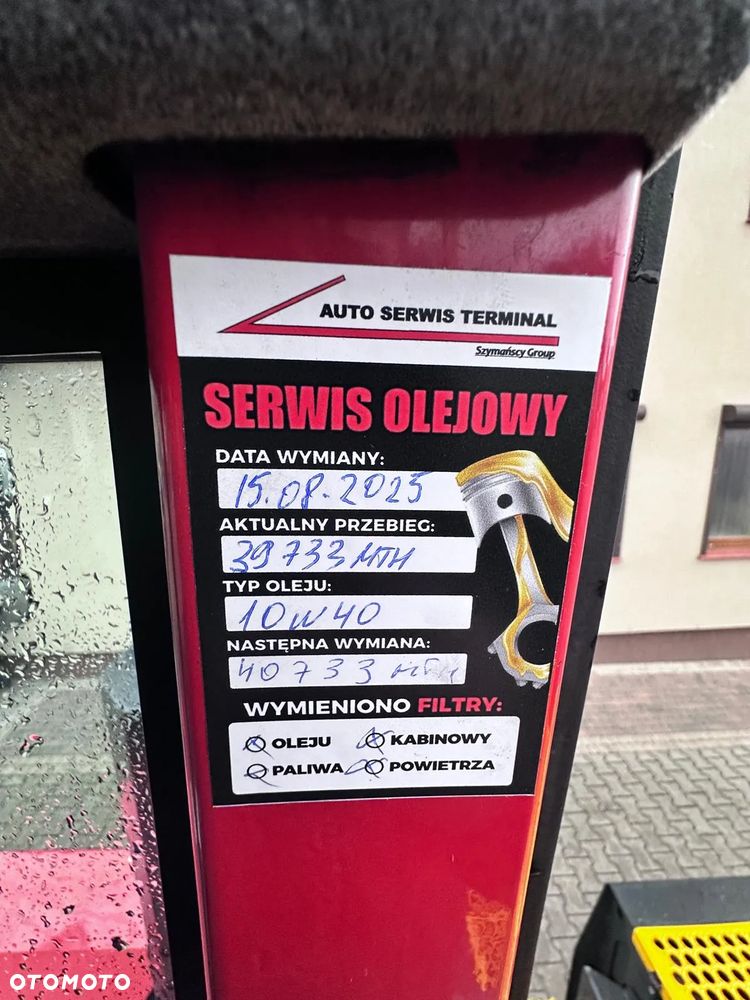 AUTO SERWIS TERMINAL
Szymańscy Group
SERWIS OLEJOWY
DATA WYMIANY:
15.08.2025
AKTUALNY PRZEBIEG:
39733 MTH
TYP OLEJU:
10W40
NASTĘPNA WYMIANA:
40733 MTH
WYMIENIONO FILTRY:
OLEJU KABINOWY
PALIWA POWIETRZA
OTOMOTO